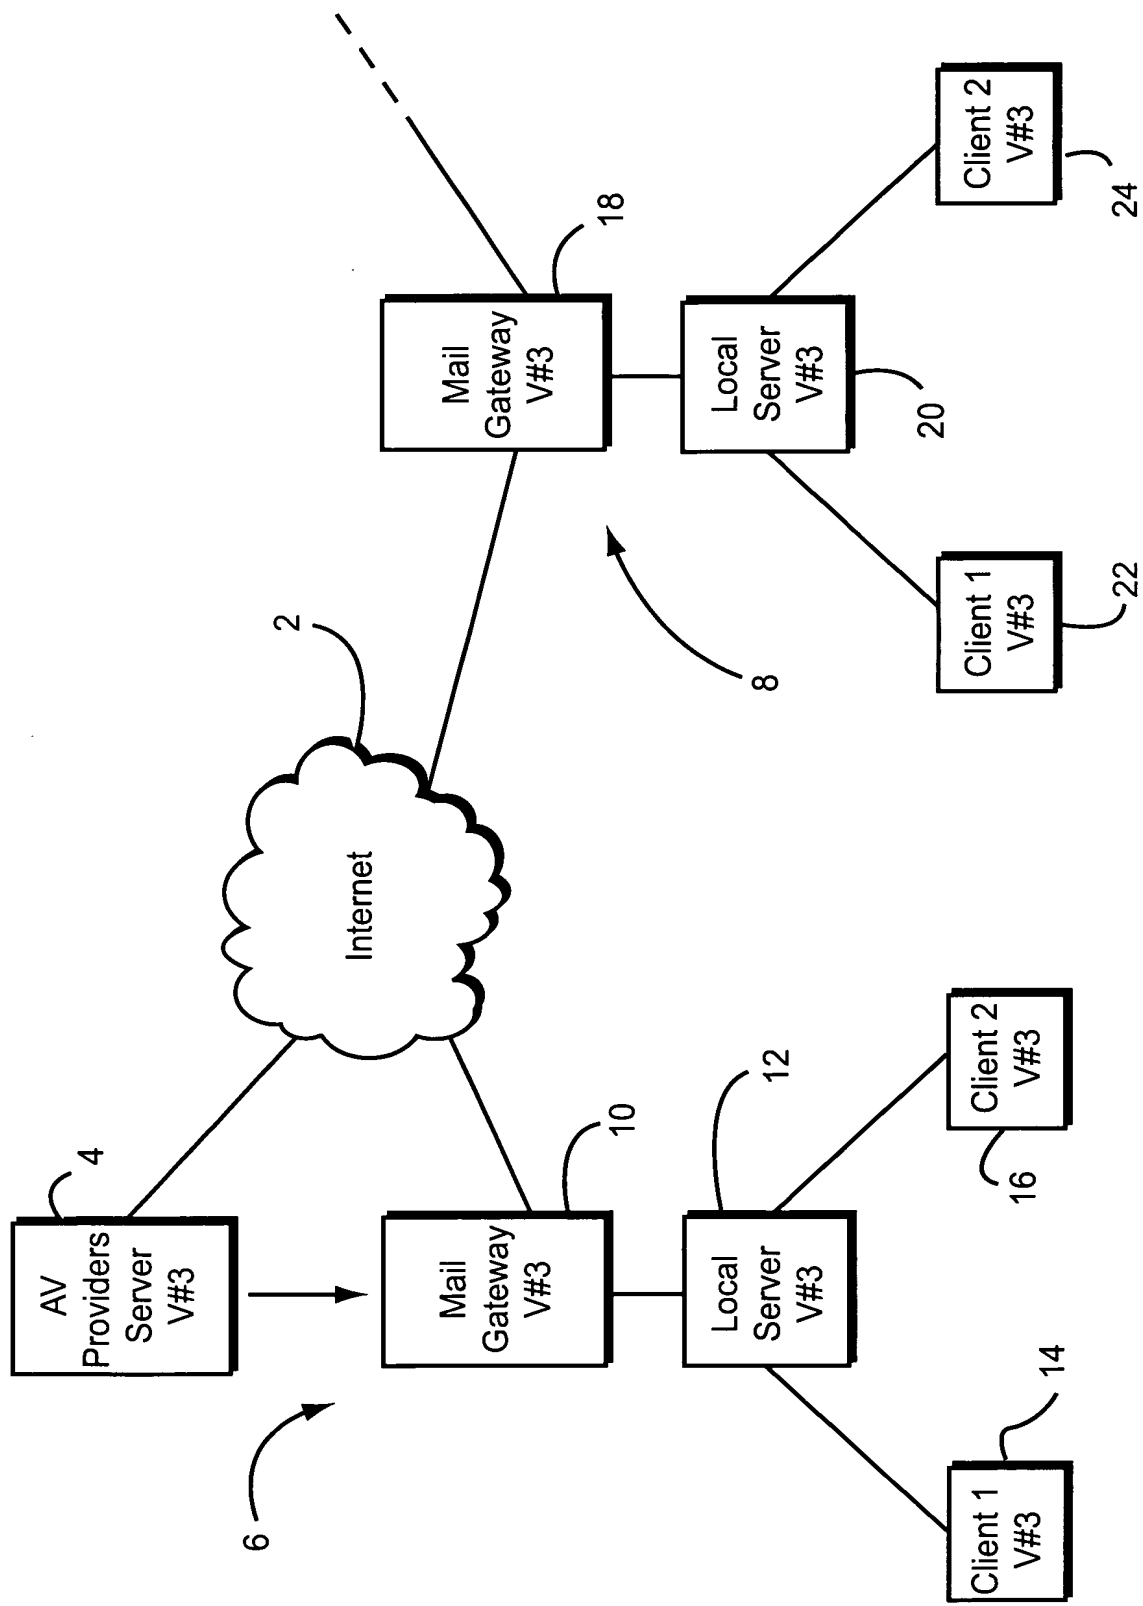 AV
Providers
Server
V#3
4
6
Mail
Gateway
V#3
10
Local
Server
V#3
12
Client 1
V#3
14
Client 2
V#3
16
Internet
2
8
Mail
Gateway
V#3
18
Local
Server
V#3
20
Client 1
V#3
22
Client 2
V#3
24